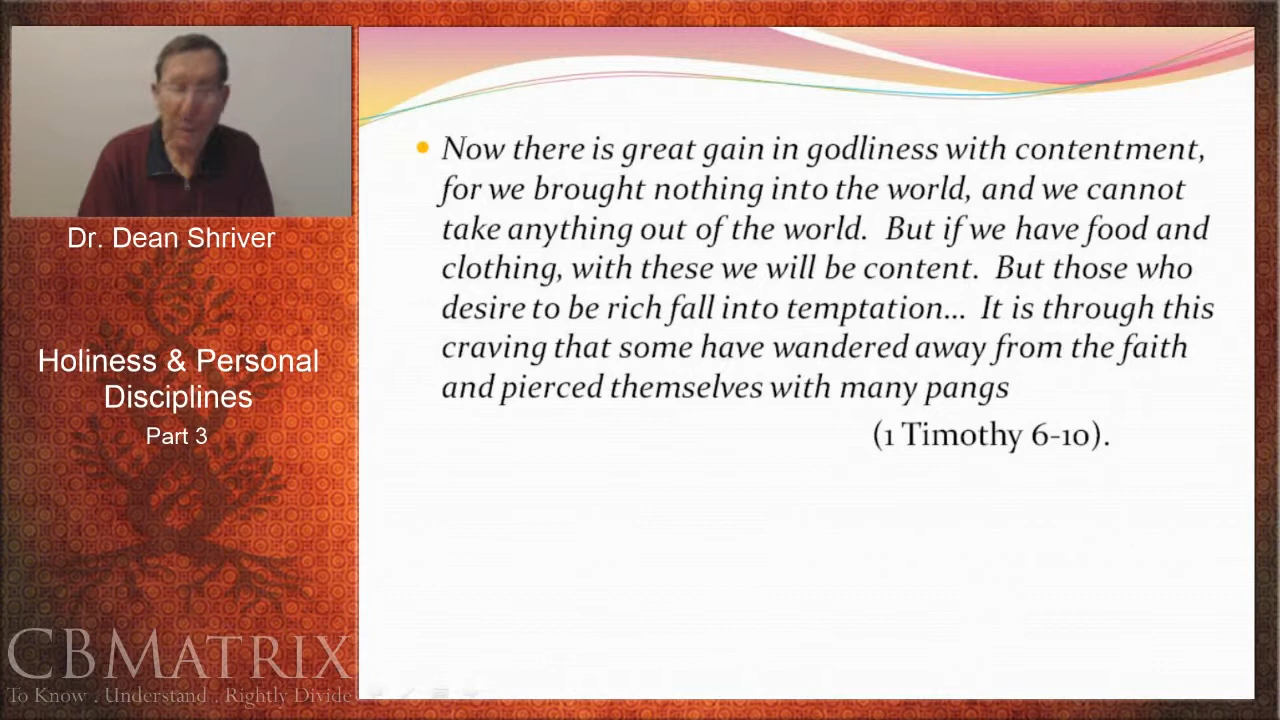 Dr. Dean Shriver
Holiness & Personal
Disciplines
Part 3
CBMATRIX
To Know . Understand . Rightly Divide
• Now there is great gain in godliness with contentment,
for we brought nothing into the world, and we cannot
take anything out of the world.  But if we have food and
clothing, with these we will be content.  But those who
desire to be rich fall into temptation...  It is through this
craving that some have wandered away from the faith
and pierced themselves with many pangs
(1 Timothy 6-10).